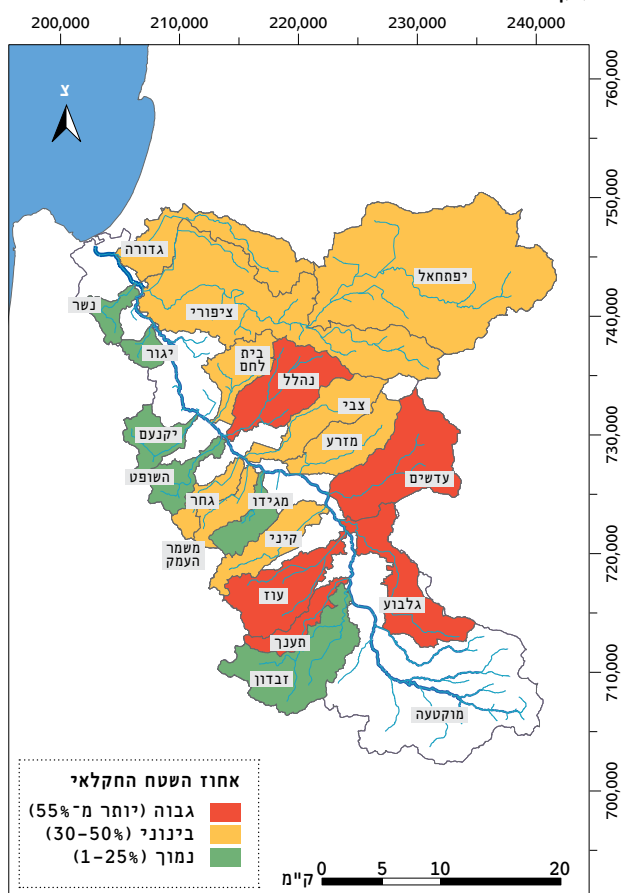 200,000 210,000 220,000 230,000 240,000
760,000
750,000
740,000
730,000
720,000
710,000
700,000
צ
גדורה
יפתחאל
ציפורי
נשר
יגור
בית
לחם
נהלל
צבי
מזרע
יקנעם
השופט
עדשים
גחר
מגידו
קיני
משמר
העמק
עוז
גלבוע
תענך
זבדון
מוקטעה
אחוז השטח החקלאי
גבוה (יותר מ־55%)
בינוני (30–50%)
נמוך (1–25%)
ק״מ 0 5 10 20